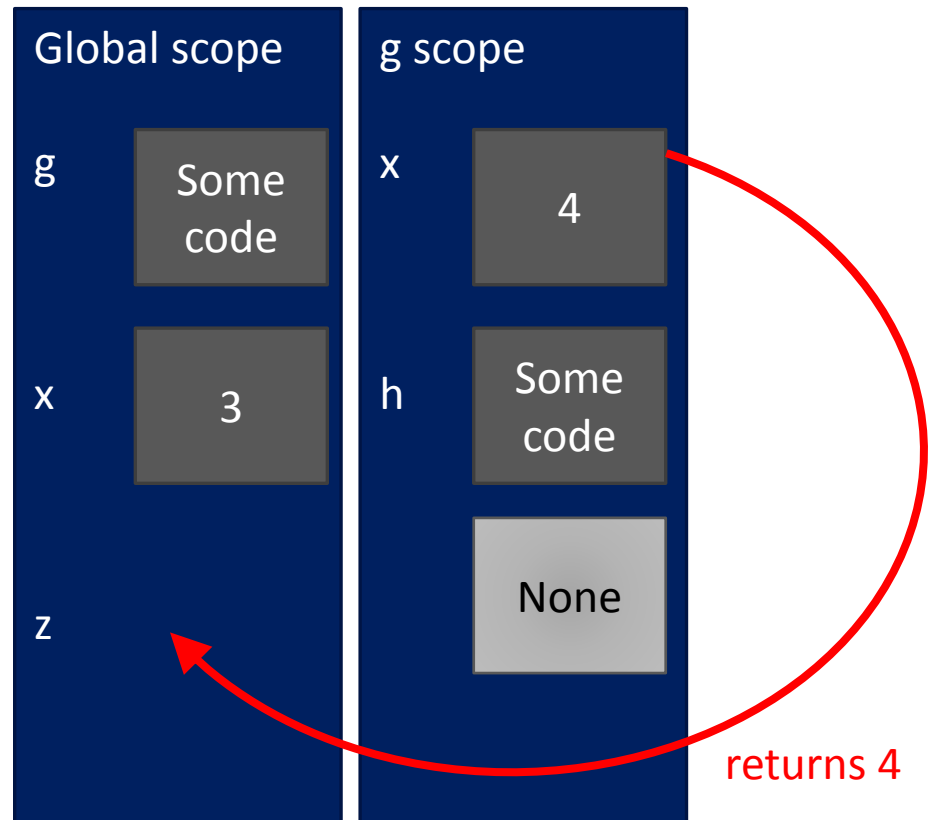 Global scope
g
Some
code
x
3
z
g scope
x
4
h
Some
code
None
returns 4